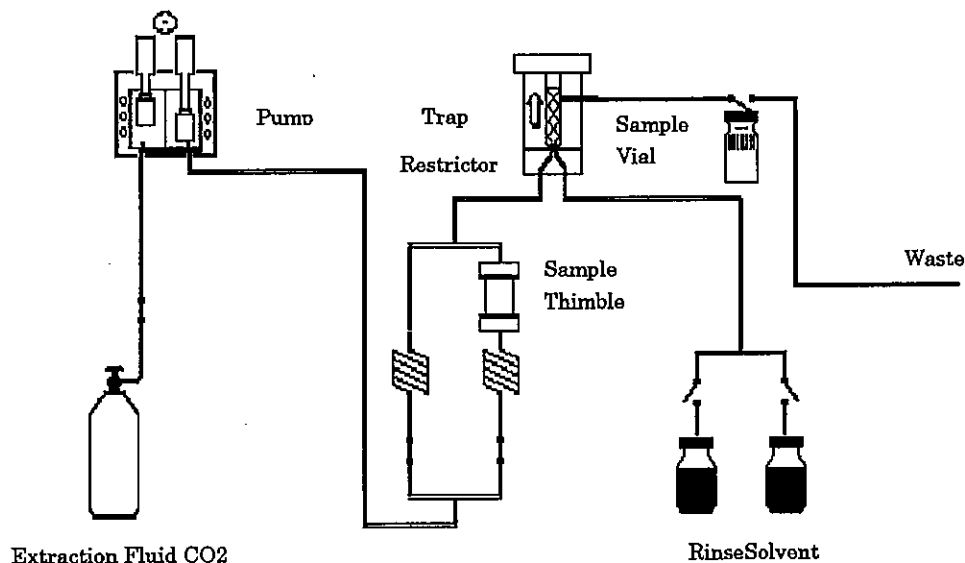 Pump
Trap
Restrictor
Sample
Vial
Sample
Thimble
Waste
Extraction Fluid CO2
RinseSolvent